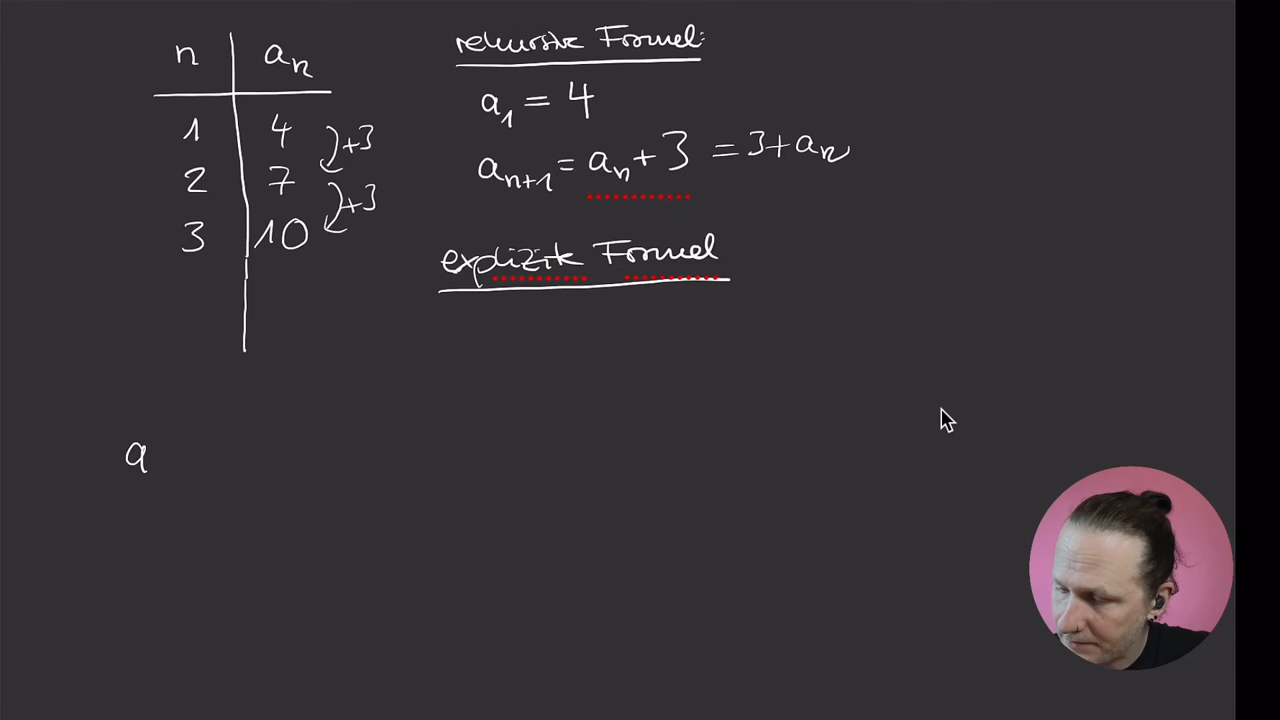 n aₙ
1 4 +3
2 7 +3
3 10
rekursive Formel:
a₁ = 4
aₙ₊₁ = aₙ + 3 = 3 + aₙ
explizite Formel
a